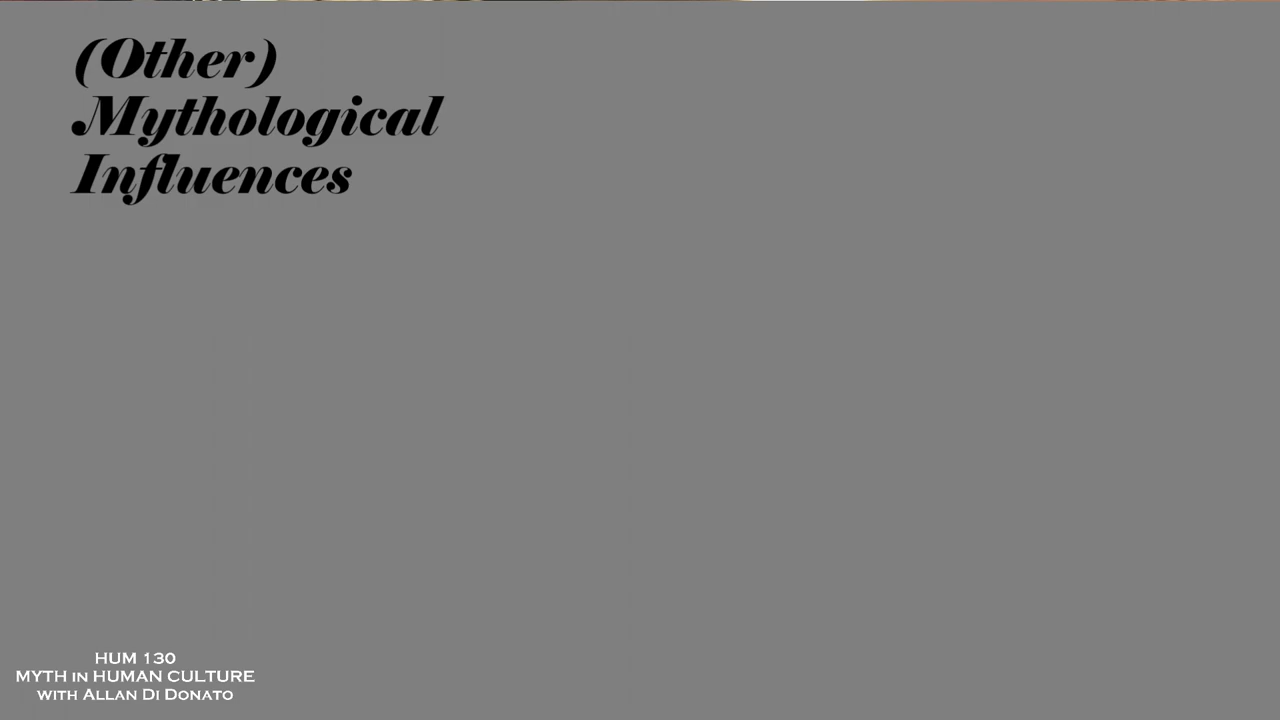 (Other)
Mythological
Influences
HUM 130
MYTH in HUMAN CULTURE
WITH ALLAN DI DONATO